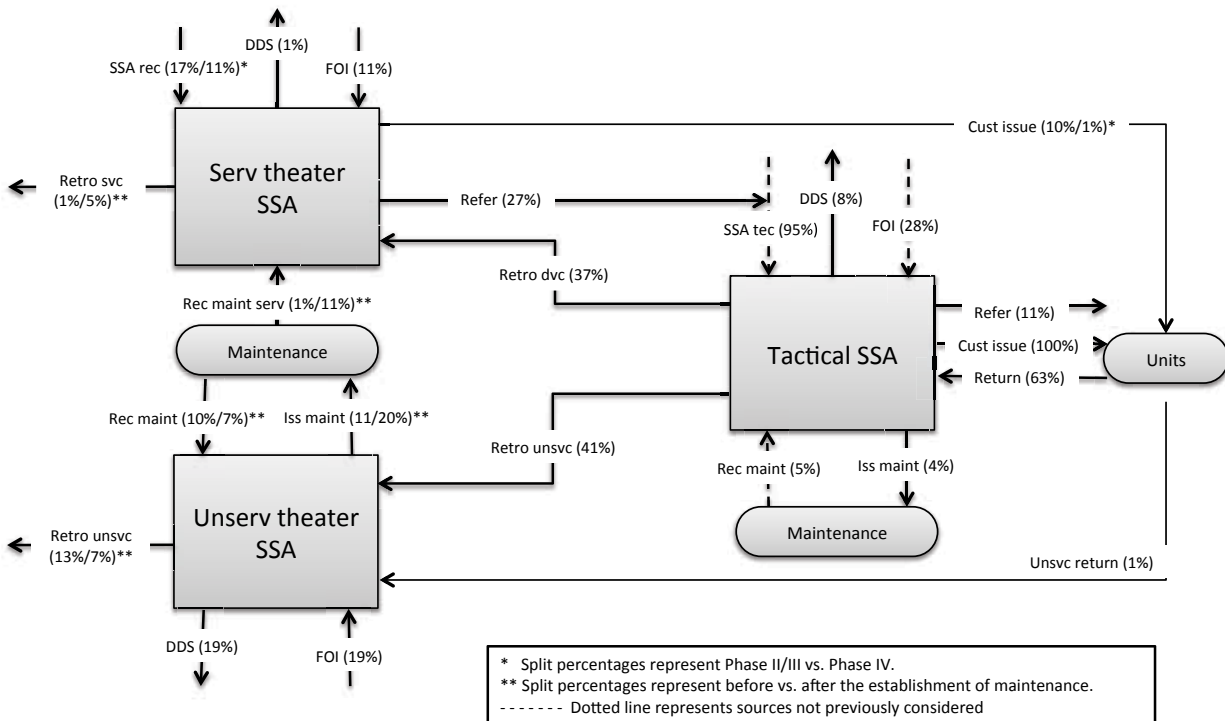 DDS (1%)
SSA rec (17%/11%)*
FOI (11%)
Cust issue (10%/1%)*
Serv theater
SSA
Retro svc
(1%/5%)**
Refer (27%)
DDS (8%)
SSA tec (95%)
FOI (28%)
Retro dvc (37%)
Rec maint serv (1%/11%)**
Refer (11%)
Maintenance
Tactical SSA
Cust issue (100%)
Units
Return (63%)
Rec maint (10%/7%)**
Iss maint (11/20%)**
Retro unsvc (41%)
Rec maint (5%)
Iss maint (4%)
Unserv theater
SSA
Retro unsvc
(13%/7%)**
Maintenance
Unsvc return (1%)
DDS (19%)
FOI (19%)
* Split percentages represent Phase II/III vs. Phase IV.
** Split percentages represent before vs. after the establishment of maintenance.
- - - - - - - Dotted line represents sources not previously considered